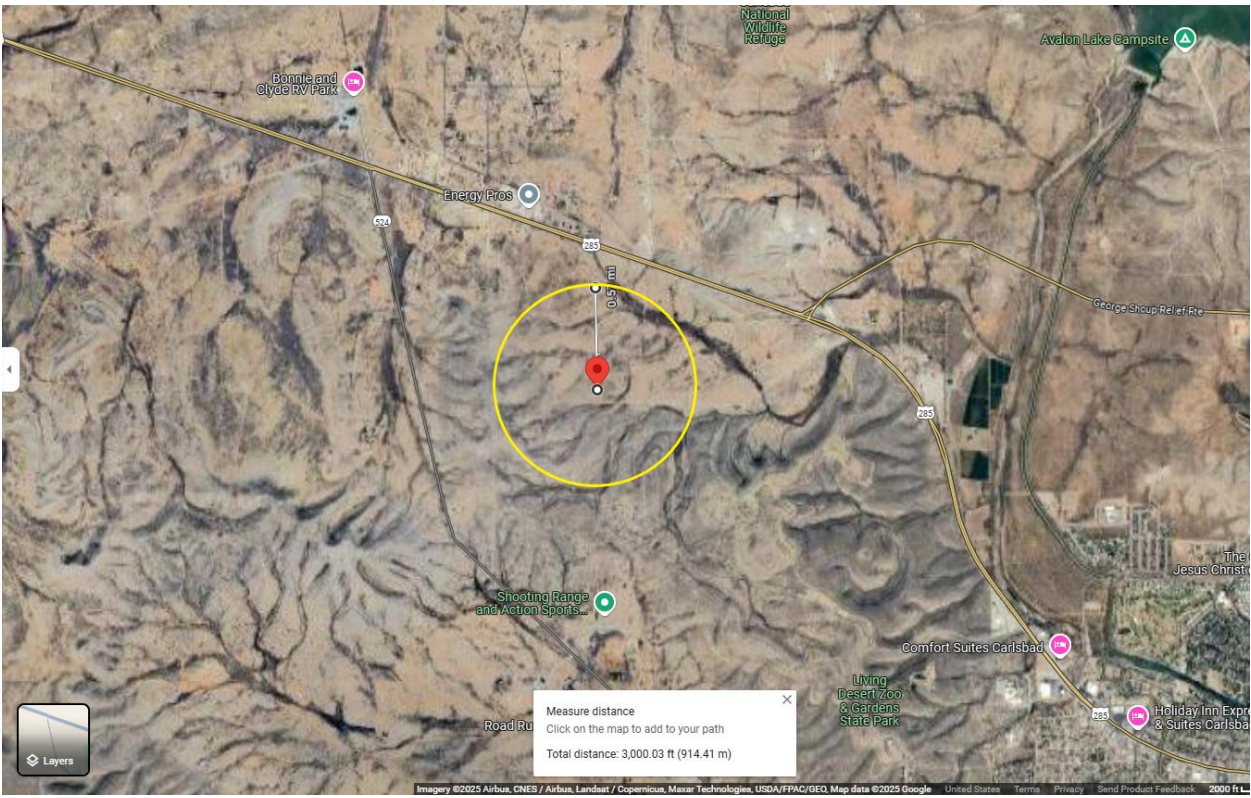 National
Wildlife
Refuge
Avalon Lake Campsite
Bonnie and
Clyde RV Park
Energy Pros
524
285
George Shoup Relief Rte
285
Shooting Range
and Action Sports...
The
Jesus Christ
Comfort Suites Carlsbad
Living
Desert Zoo
& Gardens
State Park
285
Holiday Inn Expre
& Suites Carlsba
Road Ru
Measure distance
Click on the map to add to your path
Total distance: 3,000.03 ft (914.41 m)
Layers
Imagery ©2025 Airbus, CNES / Airbus, Landsat / Copernicus, Maxar Technologies, USDA/FPAC/GEO, Map data ©2025 Google United States Terms Privacy Send Product Feedback 2000 ft